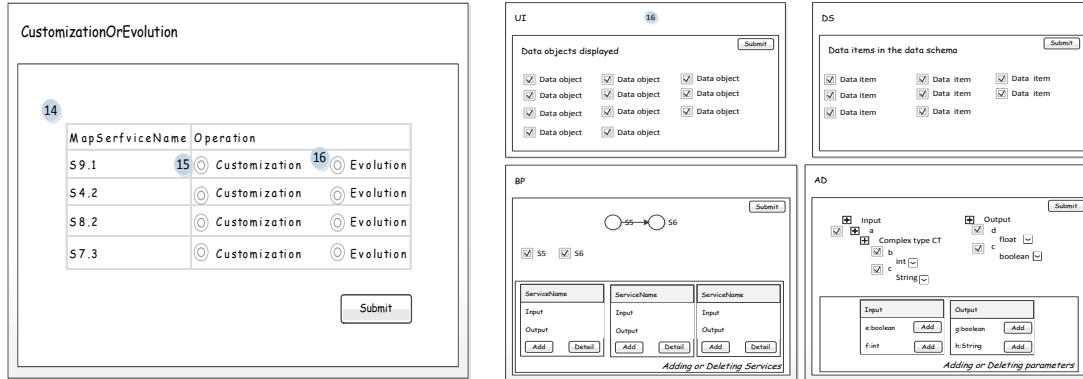 CustomizationOrEvolution
14
MapSerfviceName Operation
S9.1 15 Customization 16 Evolution
S4.2 Customization Evolution
S8.2 Customization Evolution
S7.3 Customization Evolution
Submit
UI 16
Data objects displayed Submit
Data object Data object Data object
Data object Data object Data object
Data object Data object Data object
Data object Data object
DS
Data items in the data schema Submit
Data item Data item Data item
Data item Data item Data item
Data item Data item
BP
Submit
S5 S6
S5 S6
ServiceName ServiceName ServiceName
Input Input Input
Output Output Output
Add Detail Add Detail Add Detail
Adding or Deleting Services
AD
Submit
Input Output
a d
Complex type CT float
b c
int boolean
c
String
Input Output
e:boolean Add g:boolean Add
f:int Add h:String Add
Adding or Deleting parameters